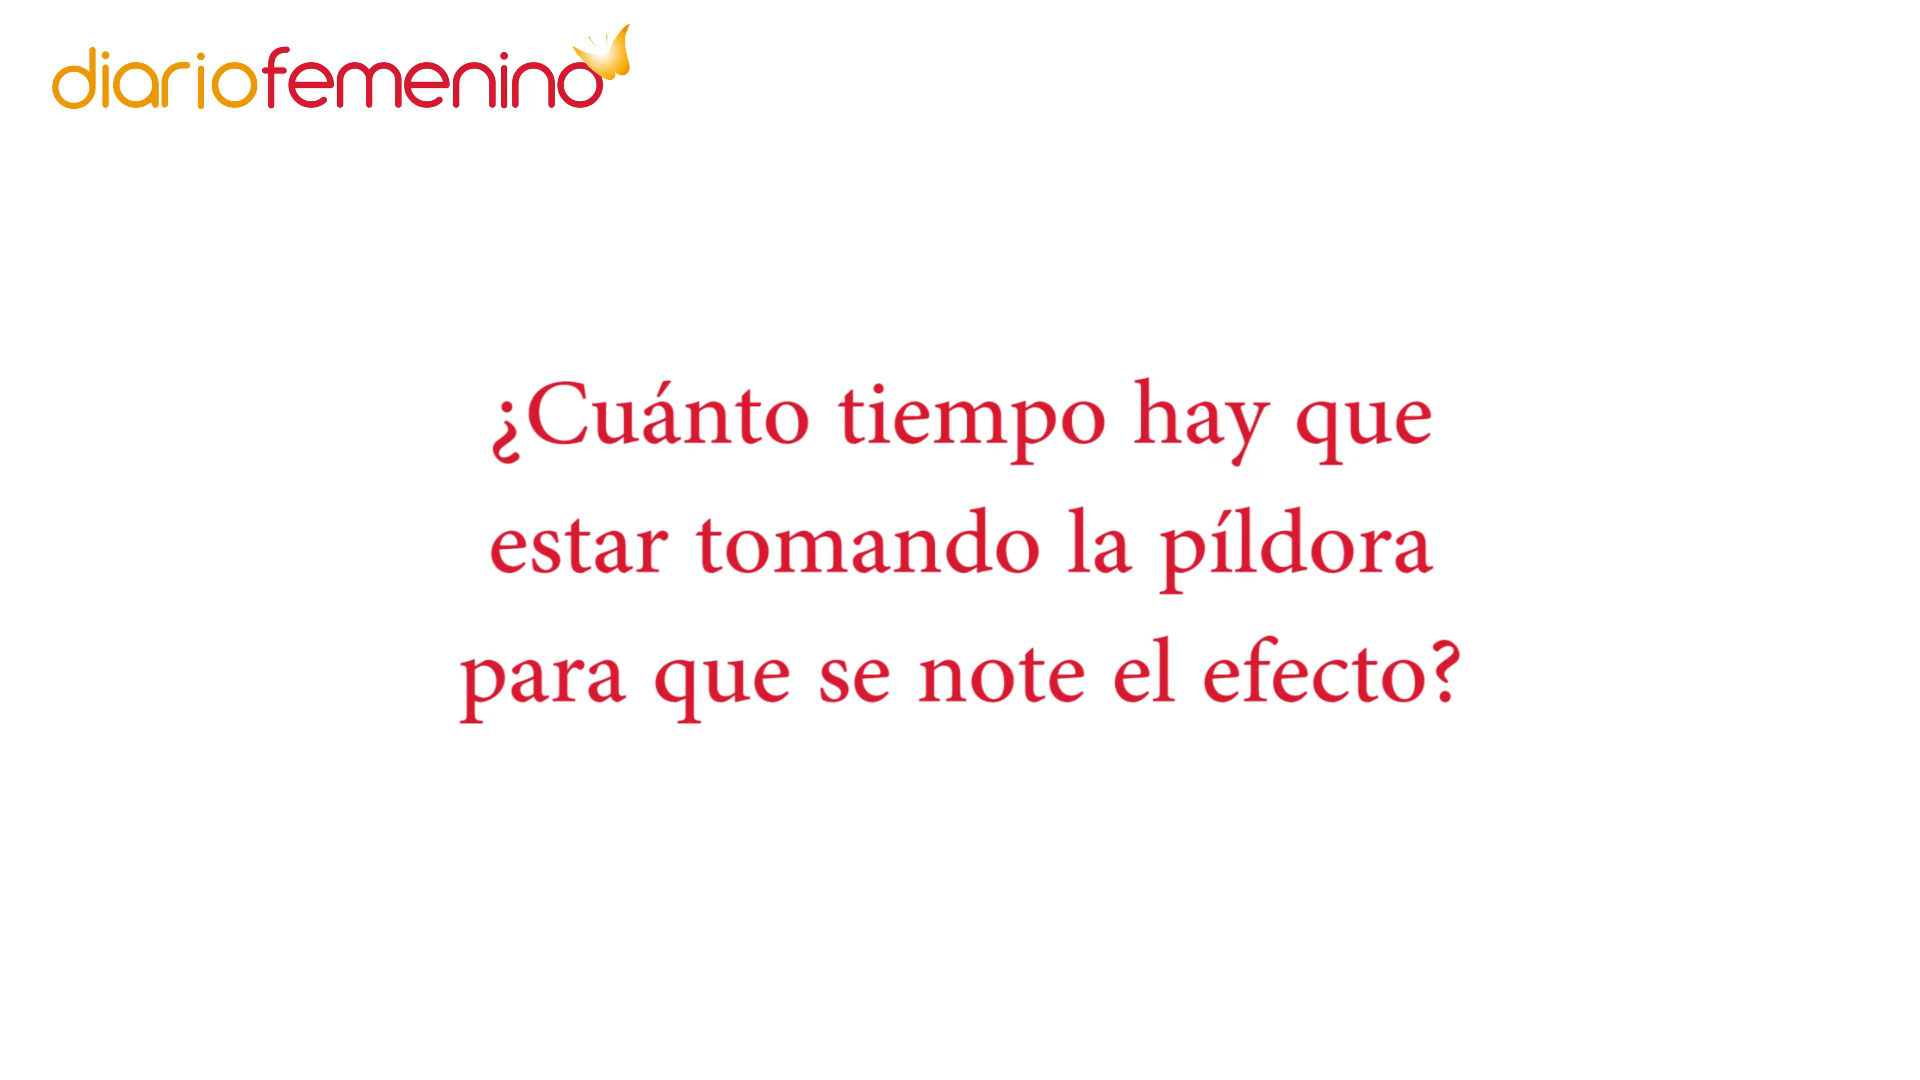 diariofemenino
¿Cuánto tiempo hay que
estar tomando la píldora
para que se note el efecto?